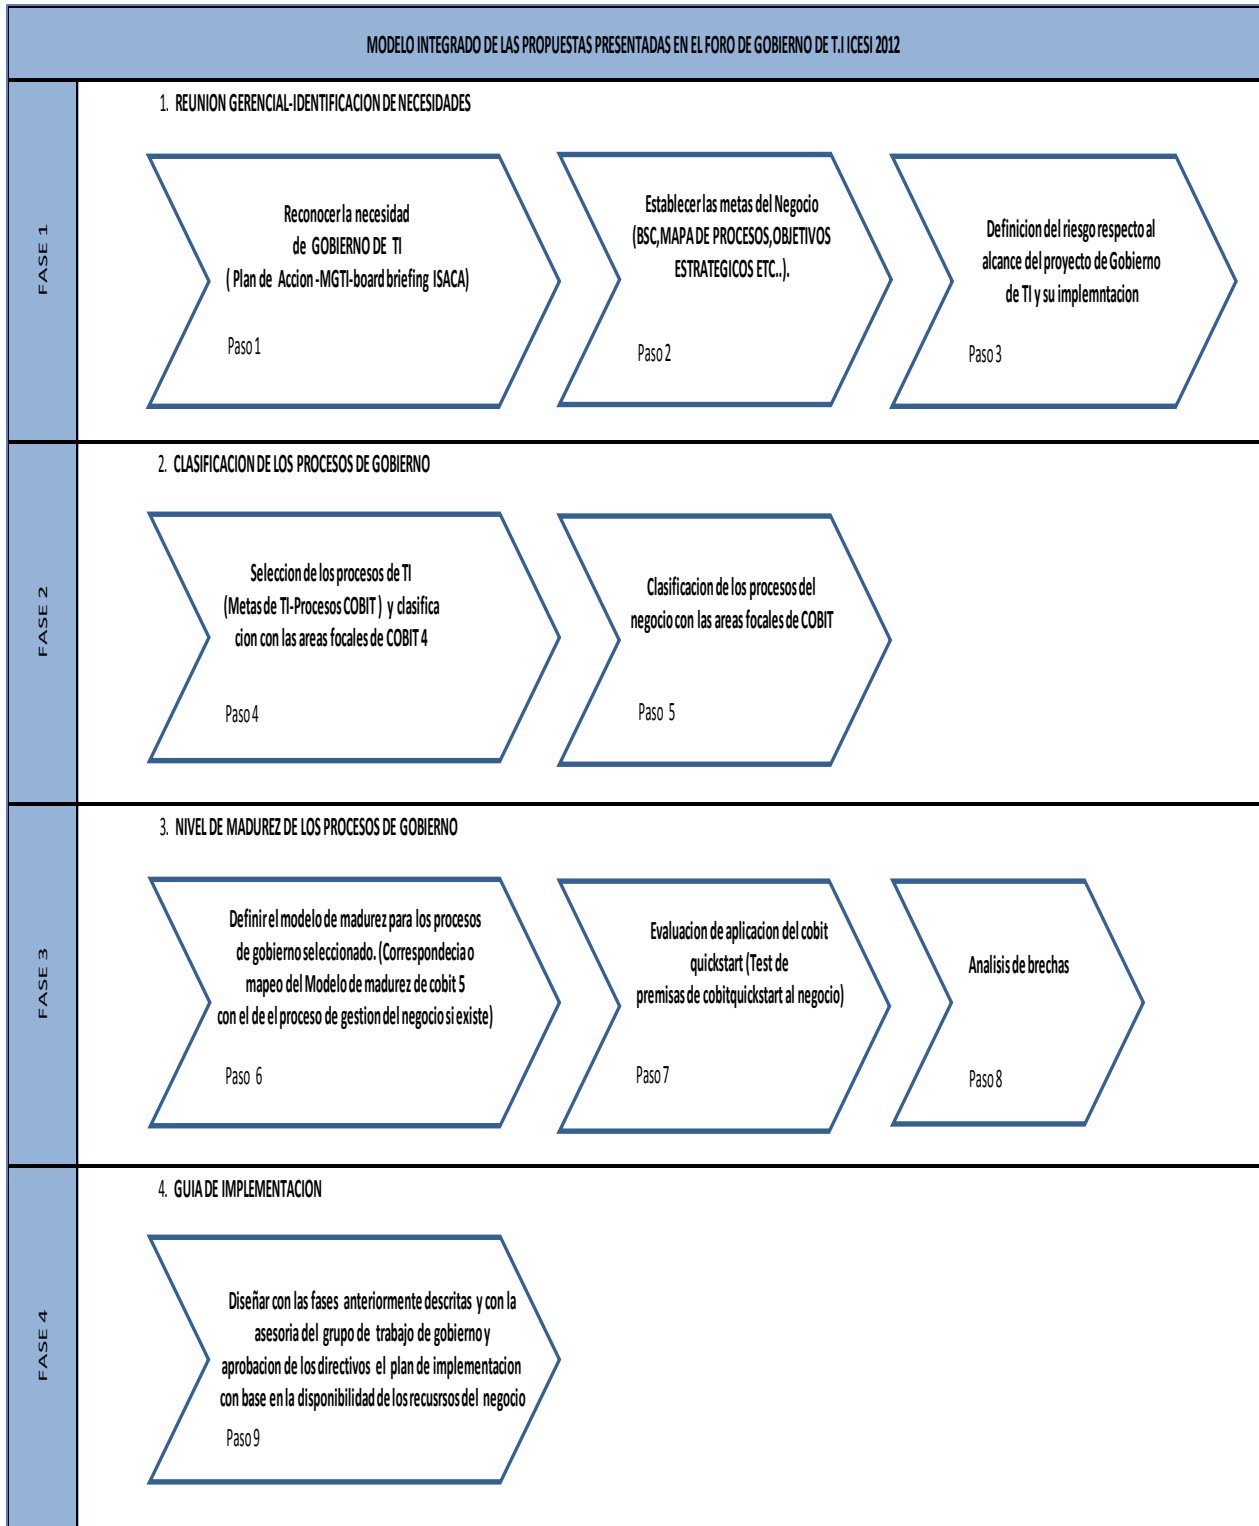 MODELO INTEGRADO DE LAS PROPUESTAS PRESENTADAS EN EL FORO DE GOBIERNO DE T.I ICESI 2012
FASE 1
1. REUNION GERENCIAL-IDENTIFICACION DE NECESIDADES
Reconocer la necesidad
de GOBIERNO DE TI
( Plan de Accion -MGTI-board briefing ISACA)
Paso 1
Establecer las metas del Negocio
(BSC,MAPA DE PROCESOS,OBJETIVOS
ESTRATEGICOS ETC..).
Paso 2
Definicion del riesgo respecto al
alcance del proyecto de Gobierno
de TI y su implemntacion
Paso 3
FASE 2
2. CLASIFICACION DE LOS PROCESOS DE GOBIERNO
Seleccion de los procesos de TI
(Metas de TI-Procesos COBIT ) y clasifica
cion con las areas focales de COBIT 4
Paso 4
Clasificacion de los procesos del
negocio con las areas focales de COBIT
Paso 5
FASE 3
3. NIVEL DE MADUREZ DE LOS PROCESOS DE GOBIERNO
Definir el modelo de madurez para los procesos
de gobierno seleccionado. (Correspondecia o
mapeo del Modelo de madurez de cobit 5
con el de el proceso de gestion del negocio si existe)
Paso 6
Evaluacion de aplicacion del cobit
quickstart (Test de
premisas de cobitquickstart al negocio)
Paso 7
Analisis de brechas
Paso 8
FASE 4
4. GUIA DE IMPLEMENTACION
Diseñar con las fases anteriormente descritas y con la
asesoria del grupo de trabajo de gobierno y
aprobacion de los directivos el plan de implementacion
con base en la disponibilidad de los recusrsos del negocio
Paso 9